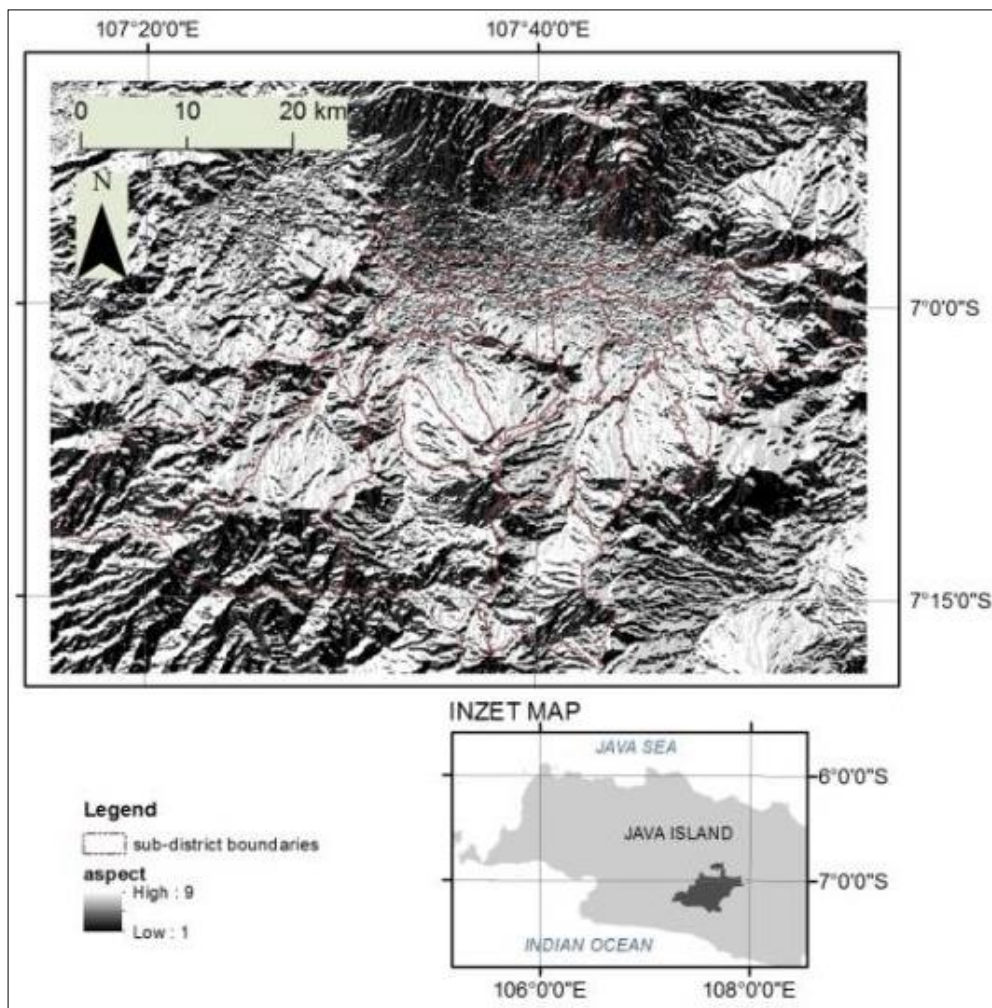 107°20'0"E 107°40'0"E
0 10 20 km
N
7°0'0"S
7°15'0"S
INZET MAP
JAVA SEA
6°0'0"S
JAVA ISLAND
7°0'0"S
INDIAN OCEAN
106°0'0"E 108°0'0"E
Legend
sub-district boundaries
aspect
High : 9
Low : 1